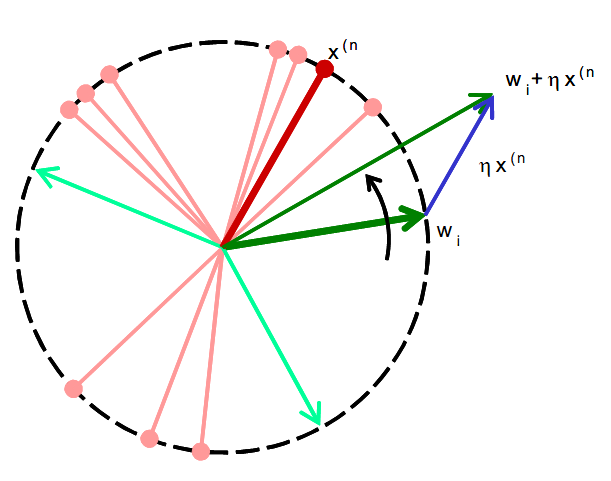 x(n
w i + η x(n
η x(n
w i